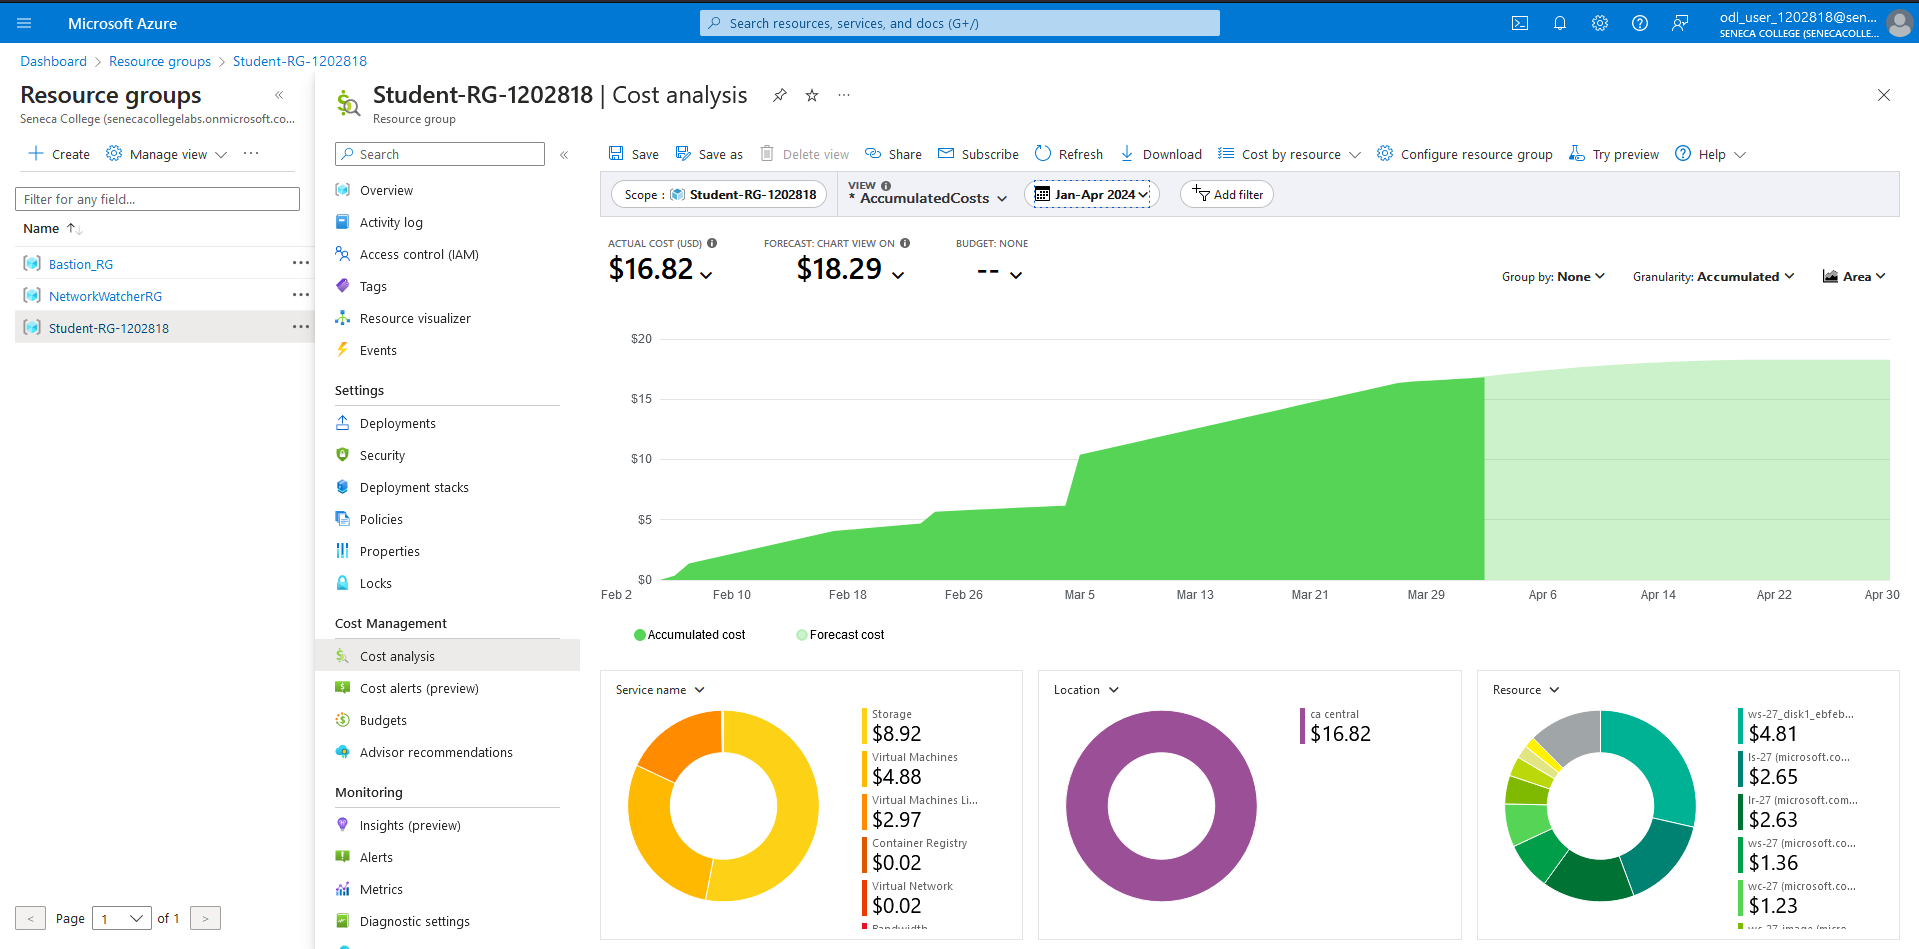 Microsoft Azure
Search resources, services, and docs (G+/)
odl_user_1202818@sen...
SENECA COLLEGE (SENECACOLLE...
Dashboard > Resource groups > Student-RG-1202818
Resource groups
«
Seneca College (senecacollegelabs.onmicrosoft.co...
+ Create
Manage view
...
Filter for any field...
Name ↑↓
Bastion_RG
...
NetworkWatcherRG
...
Student-RG-1202818
...
< Page 1 of 1 >
Student-RG-1202818 | Cost analysis
...
Resource group
Search
«
Overview
Activity log
Access control (IAM)
Tags
Resource visualizer
Events
Settings
Deployments
Security
Deployment stacks
Policies
Properties
Locks
Cost Management
Cost analysis
Cost alerts (preview)
Budgets
Advisor recommendations
Monitoring
Insights (preview)
Alerts
Metrics
Diagnostic settings
Save
Save as
Delete view
Share
Subscribe
Refresh
Download
Cost by resource
Configure resource group
Try preview
Help
Scope : Student-RG-1202818
VIEW
* AccumulatedCosts
Jan-Apr 2024
Add filter
ACTUAL COST (USD)
$16.82
FORECAST: CHART VIEW ON
$18.29
BUDGET: NONE
--
Group by: None
Granularity: Accumulated
Area
$20
$15
$10
$5
$0
Feb 2
Feb 10
Feb 18
Feb 26
Mar 5
Mar 13
Mar 21
Mar 29
Apr 6
Apr 14
Apr 22
Apr 30
Accumulated cost
Forecast cost
Service name
Storage
$8.92
Virtual Machines
$4.88
Virtual Machines Li...
$2.97
Container Registry
$0.02
Virtual Network
$0.02
Bandwidth
Location
ca central
$16.82
Resource
ws-27_disk1_ebfeb...
$4.81
ls-27 (microsoft.co...
$2.65
lr-27 (microsoft.com...
$2.63
ws-27 (microsoft.co...
$1.36
wc-27 (microsoft.co...
$1.23